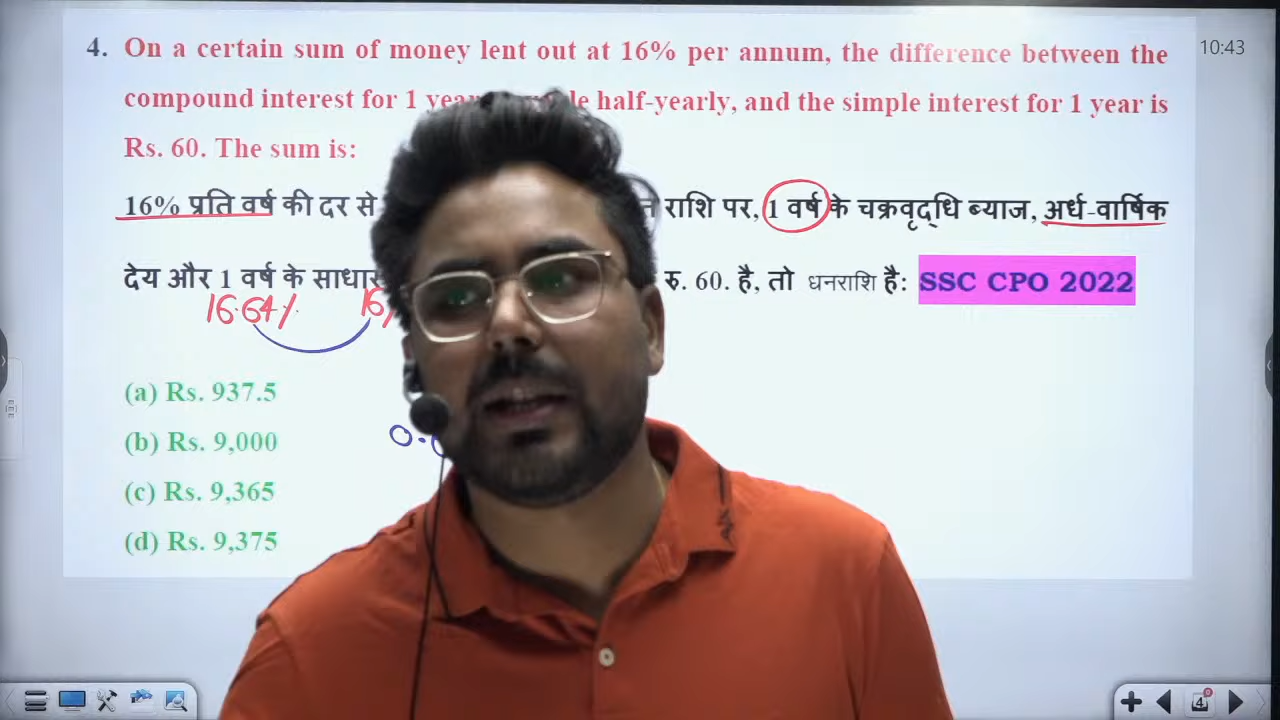 4. On a certain sum of money lent out at 16% per annum, the difference between the
10:43
compound interest for 1 year half-yearly, and the simple interest for 1 year is
Rs. 60. The sum is:
16% प्रति वर्ष की दर से राशि पर, 1 वर्ष के चक्रवृद्धि ब्याज, अर्ध-वार्षिक
देय और 1 वर्ष के रु. 60. है, तो धनराशि है: SSC CPO 2022
16.64%
(a) Rs. 937.5
(b) Rs. 9,000
(c) Rs. 9,365
(d) Rs. 9,375
4